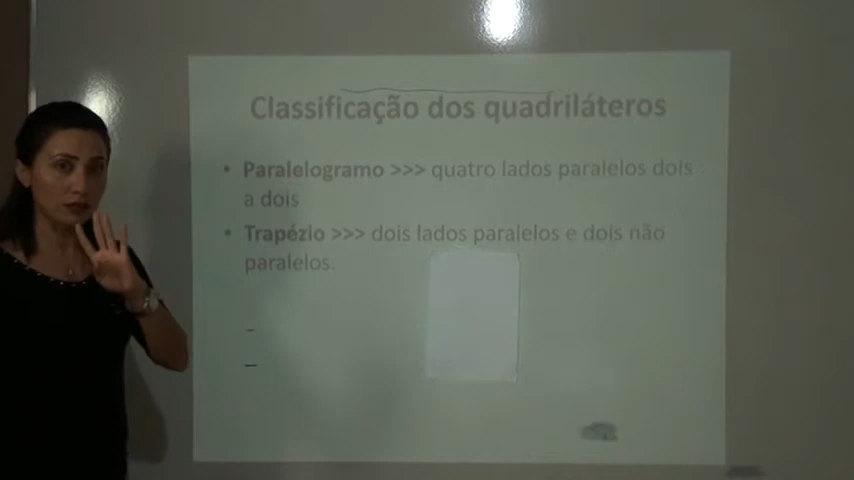 Classificação dos quadriláteros
• Paralelogramo >>> quatro lados paralelos dois
a dois
• Trapézio >>> dois lados paralelos e dois não
paralelos.